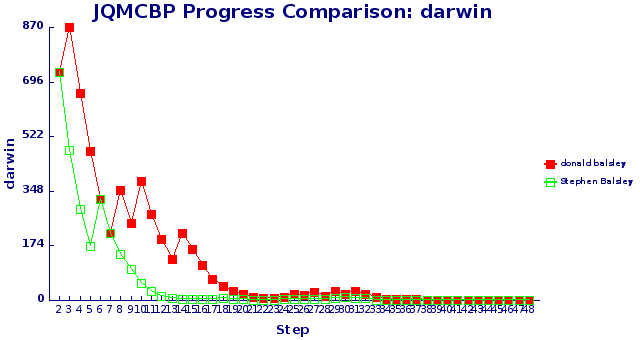 JQMCBP Progress Comparison: darwin
870
696
522
348
174
0
darwin
2 3 4 5 6 7 8 9 10 11 12 13 14 15 16 17 18 19 20 21 22 23 24 25 26 27 28 29 30 31 32 33 34 35 36 37 38 39 40 41 42 43 44 45 46 47 48
Step
donald balsley
Stephen Balsley